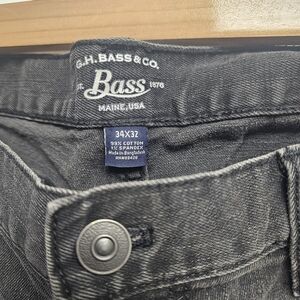 G.H. BASS & CO.
EST. Bass 1876
MAINE, USA
34X32
99% COTTON
1% SPANDEX
Made in Bangladesh